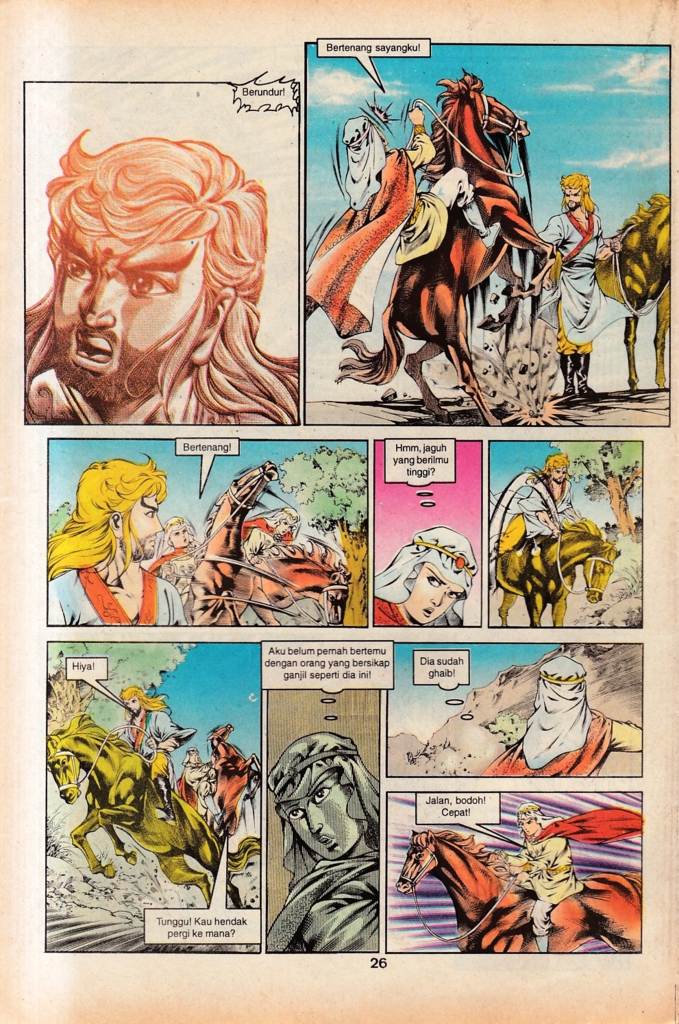 Berundur!
Bertenang sayangku!
Bertenang!
Hmm, jaguh
yang berilmu
tinggi?
Hiya!
Tunggu! Kau hendak
pergi ke mana?
Aku belum pernah bertemu
dengan orang yang bersikap
ganjil seperti dia ini!
Dia sudah
ghaib!
Jalan, bodoh!
Cepat!
26